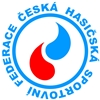 ČESKÁ HASIČSKÁ
SPORTOVNÍ FEDERACE